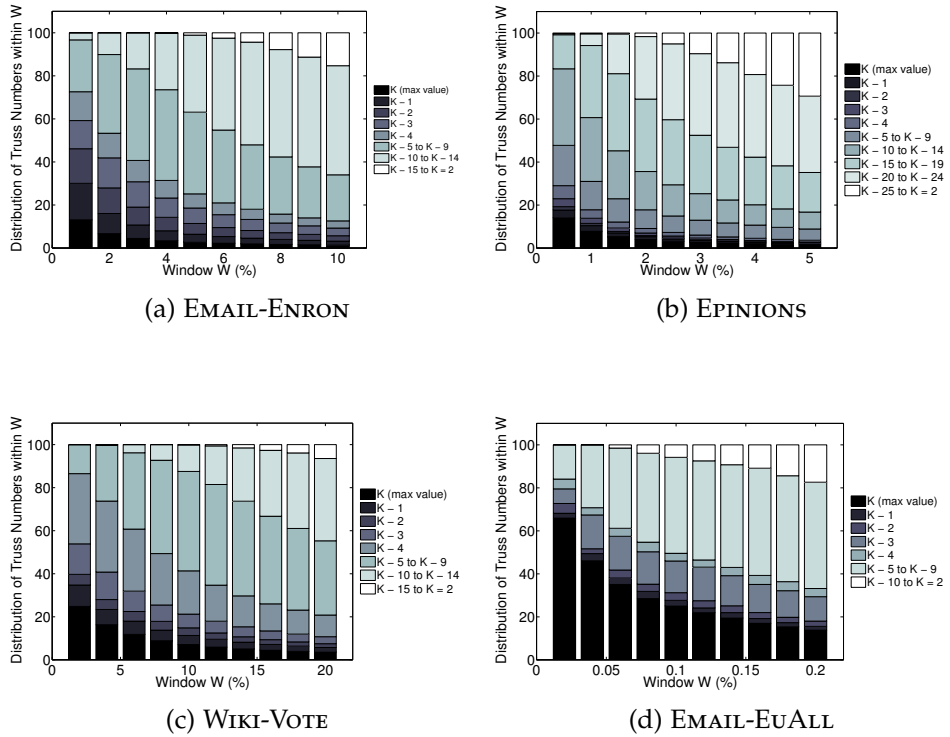 Distribution of Truss Numbers within W
100
80
60
40
20
0
0
2
4
6
8
10
Window W (%)
K (max value)
K − 1
K − 2
K − 3
K − 4
K − 5 to K − 9
K − 10 to K − 14
K − 15 to K = 2
(a) EMAIL-ENRON
Distribution of Truss Numbers within W
100
80
60
40
20
0
0
1
2
3
4
5
Window W (%)
K (max value)
K − 1
K − 2
K − 3
K − 4
K − 5 to K − 9
K − 10 to K − 14
K − 15 to K − 19
K − 20 to K − 24
K − 25 to K = 2
(b) EPINIONS
Distribution of Truss Numbers within W
100
80
60
40
20
0
0
5
10
15
20
Window W (%)
K (max value)
K − 1
K − 2
K − 3
K − 4
K − 5 to K − 9
K − 10 to K − 14
K − 15 to K = 2
(c) WIKI-VOTE
Distribution of Truss Numbers within W
100
80
60
40
20
0
0
0.05
0.1
0.15
0.2
Window W (%)
K (max value)
K − 1
K − 2
K − 3
K − 4
K − 5 to K − 9
K − 10 to K = 2
(d) EMAIL-EUALL